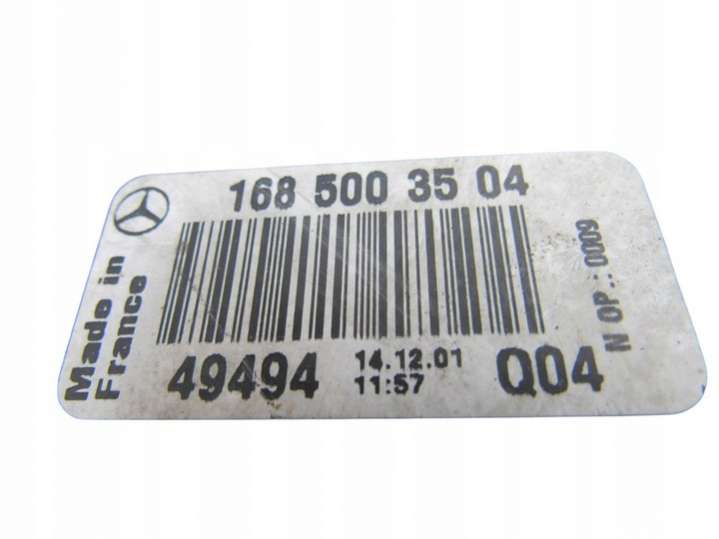 168 500 35 04
Made in
France
49494
14.12.01
11:57
Q04
N OP.: 0009